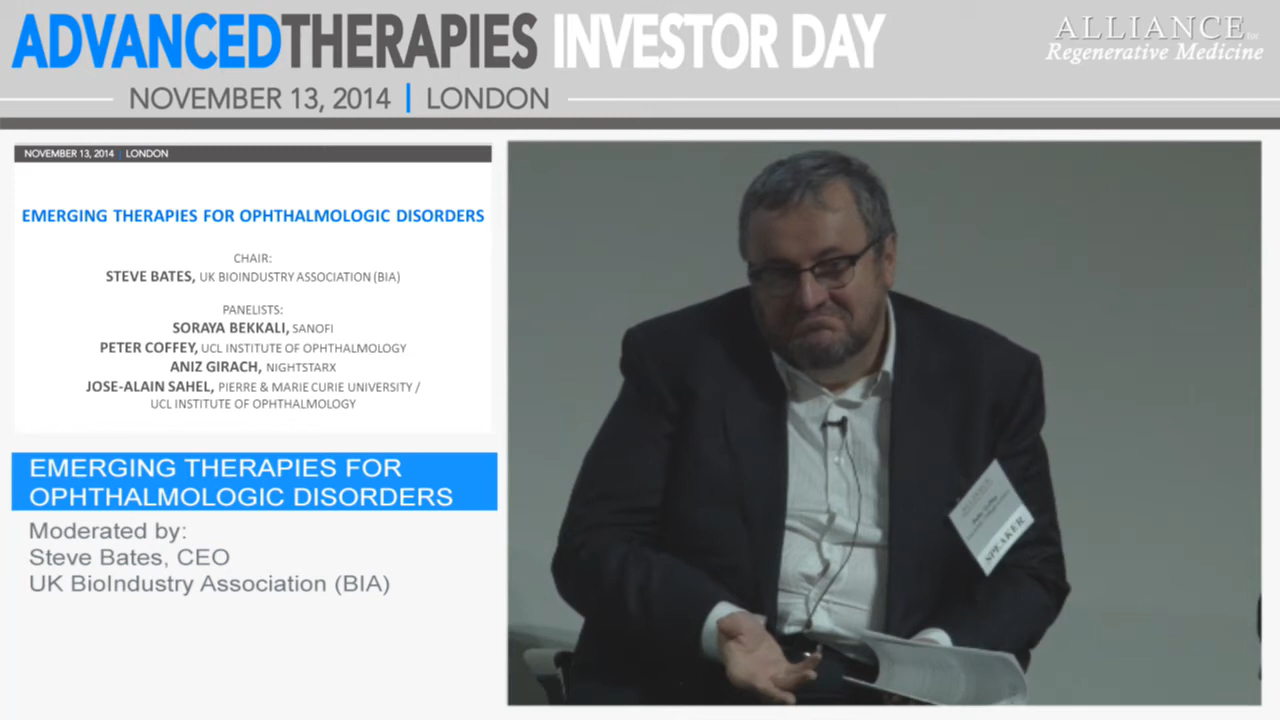 ADVANCEDTHERAPIES INVESTOR DAY
ALLIANCE for
Regenerative Medicine
NOVEMBER 13, 2014 | LONDON
NOVEMBER 13, 2014 | LONDON
EMERGING THERAPIES FOR OPHTHALMOLOGIC DISORDERS
CHAIR:
STEVE BATES, UK BIOINDUSTRY ASSOCIATION (BIA)
PANELISTS:
SORAYA BEKKALI, SANOFI
PETER COFFEY, UCL INSTITUTE OF OPHTHALMOLOGY
ANIZ GIRACH, NIGHTSTARX
JOSE-ALAIN SAHEL, PIERRE & MARIE CURIE UNIVERSITY /
UCL INSTITUTE OF OPHTHALMOLOGY
EMERGING THERAPIES FOR
OPHTHALMOLOGIC DISORDERS
Moderated by:
Steve Bates, CEO
UK BioIndustry Association (BIA)
SPEAKER